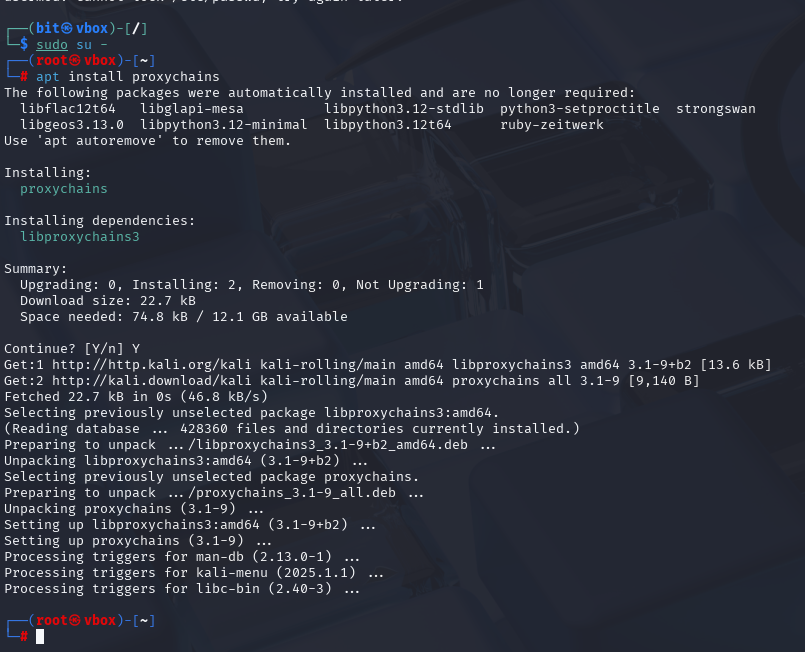 ┌──(bit㉿vbox)-[/]
└─$ sudo su -
┌──(root㉿vbox)-[~]
└─# apt install proxychains
The following packages were automatically installed and are no longer required:
  libflac12t64   libglapi-mesa          libpython3.12-stdlib  python3-setproctitle  strongswan
  libgeos3.13.0  libpython3.12-minimal  libpython3.12t64      ruby-zeitwerk
Use 'apt autoremove' to remove them.

Installing:
  proxychains

Installing dependencies:
  libproxychains3

Summary:
  Upgrading: 0, Installing: 2, Removing: 0, Not Upgrading: 1
  Download size: 22.7 kB
  Space needed: 74.8 kB / 12.1 GB available

Continue? [Y/n] Y
Get:1 http://http.kali.org/kali kali-rolling/main amd64 libproxychains3 amd64 3.1-9+b2 [13.6 kB]
Get:2 http://kali.download/kali kali-rolling/main amd64 proxychains all 3.1-9 [9,140 B]
Fetched 22.7 kB in 0s (46.8 kB/s)
Selecting previously unselected package libproxychains3:amd64.
(Reading database ... 428360 files and directories currently installed.)
Preparing to unpack .../libproxychains3_3.1-9+b2_amd64.deb ...
Unpacking libproxychains3:amd64 (3.1-9+b2) ...
Selecting previously unselected package proxychains.
Preparing to unpack .../proxychains_3.1-9_all.deb ...
Unpacking proxychains (3.1-9) ...
Setting up libproxychains3:amd64 (3.1-9+b2) ...
Setting up proxychains (3.1-9) ...
Processing triggers for man-db (2.13.0-1) ...
Processing triggers for kali-menu (2025.1.1) ...
Processing triggers for libc-bin (2.40-3) ...

┌──(root㉿vbox)-[~]
└─#